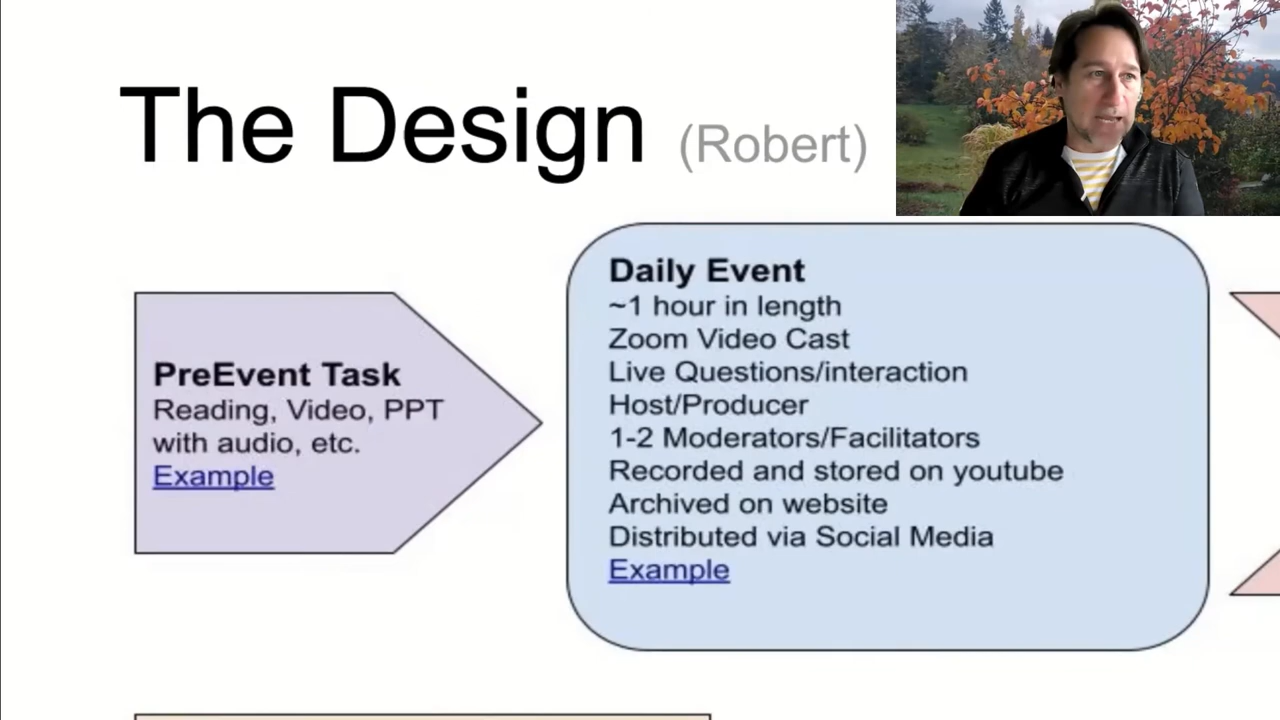 The Design (Robert)
PreEvent Task
Reading, Video, PPT
with audio, etc.
Example
Daily Event
~1 hour in length
Zoom Video Cast
Live Questions/interaction
Host/Producer
1-2 Moderators/Facilitators
Recorded and stored on youtube
Archived on website
Distributed via Social Media
Example